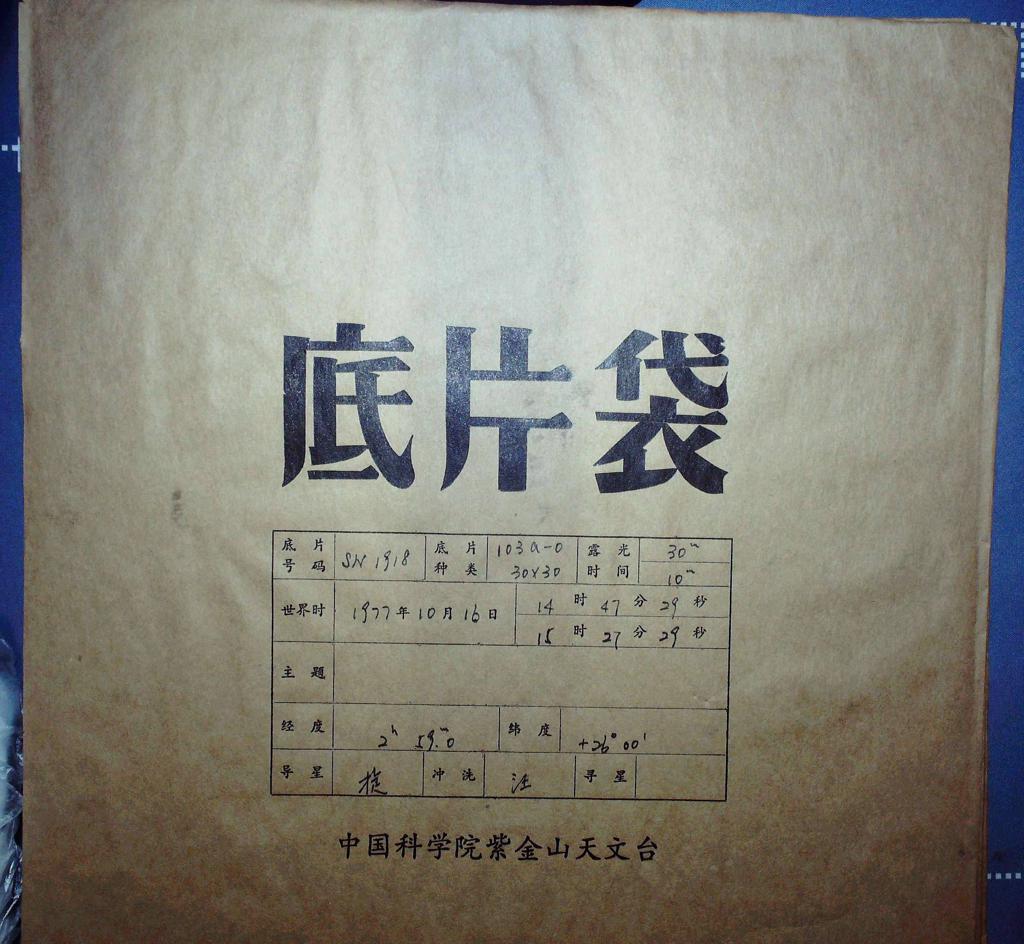 底片袋
底片号码 SN 1918 底片种类 103a-O 30×30 露光时间 30ᵐ 10ᵐ
世界时 1977年10月16日 14时47分29秒
15时27分29秒
主题
经度 2ʰ 59.ᵐ0 纬度 +26°00′
导星 冲洗 汪 寻星
中国科学院紫金山天文台